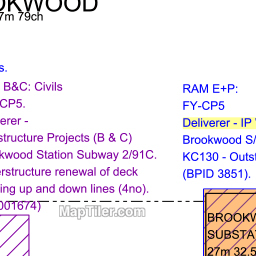 OKWOOD
7m 79ch
s.
B&C: Civils
CP5.
erer -
structure Projects (B & C)
kwood Station Subway 2/91C.
erstructure renewal of deck
ing up and down lines (4no).
001674)
RAM E+P:
FY-CP5
Deliverer - IP
Brookwood S/
KC130 - Outst
(BPID 3851).
MapTiler.com
BROOKW
SUBSTAT
27m 32.5